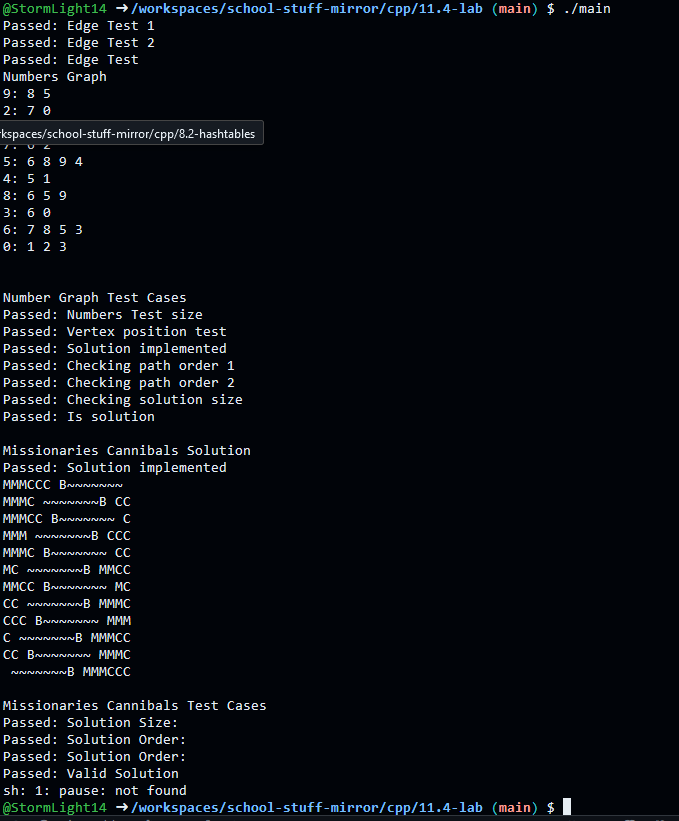 @StormLight14 ➜/workspaces/school-stuff-mirror/cpp/11.4-lab (main) $ ./main
Passed: Edge Test 1
Passed: Edge Test 2
Passed: Edge Test
Numbers Graph
9: 8 5
2: 7 0
rkspaces/school-stuff-mirror/cpp/8.2-hashtables
5: 6 8 9 4
4: 5 1
8: 6 5 9
3: 6 0
6: 7 8 5 3
0: 1 2 3
Number Graph Test Cases
Passed: Numbers Test size
Passed: Vertex position test
Passed: Solution implemented
Passed: Checking path order 1
Passed: Checking path order 2
Passed: Checking solution size
Passed: Is solution
Missionaries Cannibals Solution
Passed: Solution implemented
MMMCCC B~~~~~~~
MMMC ~~~~~~~B CC
MMMCC B~~~~~~~ C
MMM ~~~~~~~B CCC
MMMC B~~~~~~~ CC
MC ~~~~~~~B MMCC
MMCC B~~~~~~~ MC
CC ~~~~~~~B MMMC
CCC B~~~~~~~ MMM
C ~~~~~~~B MMMCC
CC B~~~~~~~ MMMC
~~~~~~~B MMMCCC
Missionaries Cannibals Test Cases
Passed: Solution Size:
Passed: Solution Order:
Passed: Solution Order:
Passed: Valid Solution
sh: 1: pause: not found
@StormLight14 ➜/workspaces/school-stuff-mirror/cpp/11.4-lab (main) $